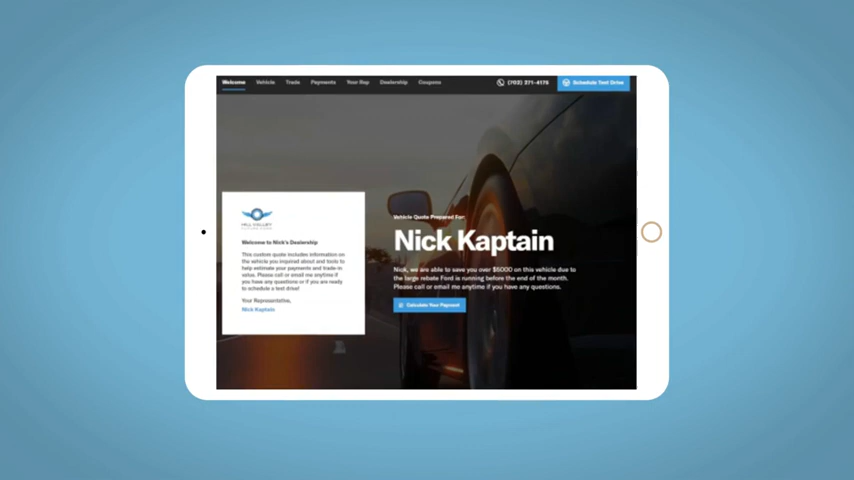 Welcome Vehicle Trade Payments Your Rep Dealership Coupons (702) 271-4175 Schedule Test Drive
HILL VALLEY
Welcome to Nick's Dealership
This custom quote includes information on
the vehicle you inquired about and tools to
help estimate your payments and trade-in
value. Please call or email me anytime if
you have any questions or if you are ready
to schedule a test drive!
Your Representative,
Nick Kaptain
Vehicle Quote Prepared For:
Nick Kaptain
Nick, we are able to save you over $6000 on this vehicle due to
the large rebate Ford is running before the end of the month.
Please call or email me anytime if you have any questions.
Calculate Your Payment